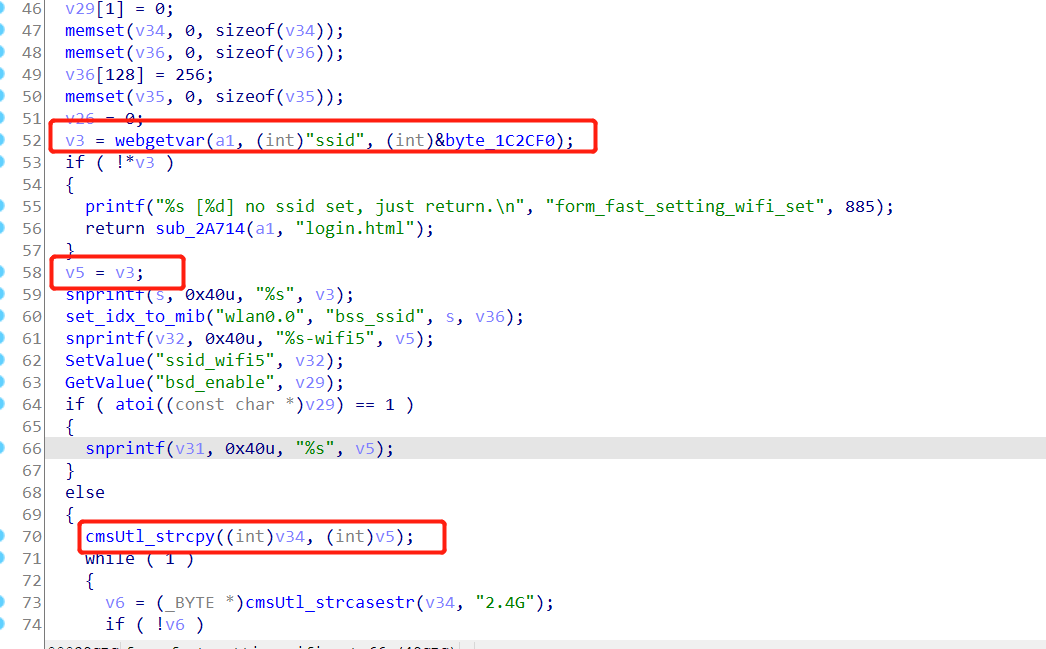 46 v29[1] = 0;
47 memset(v34, 0, sizeof(v34));
48 memset(v36, 0, sizeof(v36));
49 v36[128] = 256;
50 memset(v35, 0, sizeof(v35));
51 v26 = 0;
52 v3 = webgetvar(a1, (int)"ssid", (int)&byte_1C2CF0);
53 if ( !*v3 )
54 {
55 printf("%s [%d] no ssid set, just return.\n", "form_fast_setting_wifi_set", 885);
56 return sub_2A714(a1, "login.html");
57 }
58 v5 = v3;
59 snprintf(s, 0x40u, "%s", v3);
60 set_idx_to_mib("wlan0.0", "bss_ssid", s, v36);
61 snprintf(v32, 0x40u, "%s-wifi5", v5);
62 SetValue("ssid_wifi5", v32);
63 GetValue("bsd_enable", v29);
64 if ( atoi((const char *)v29) == 1 )
65 {
66 snprintf(v31, 0x40u, "%s", v5);
67 }
68 else
69 {
70 cmsUtl_strcpy((int)v34, (int)v5);
71 while ( 1 )
72 {
73 v6 = (_BYTE *)cmsUtl_strcasestr(v34, "2.4G");
74 if ( !v6 )